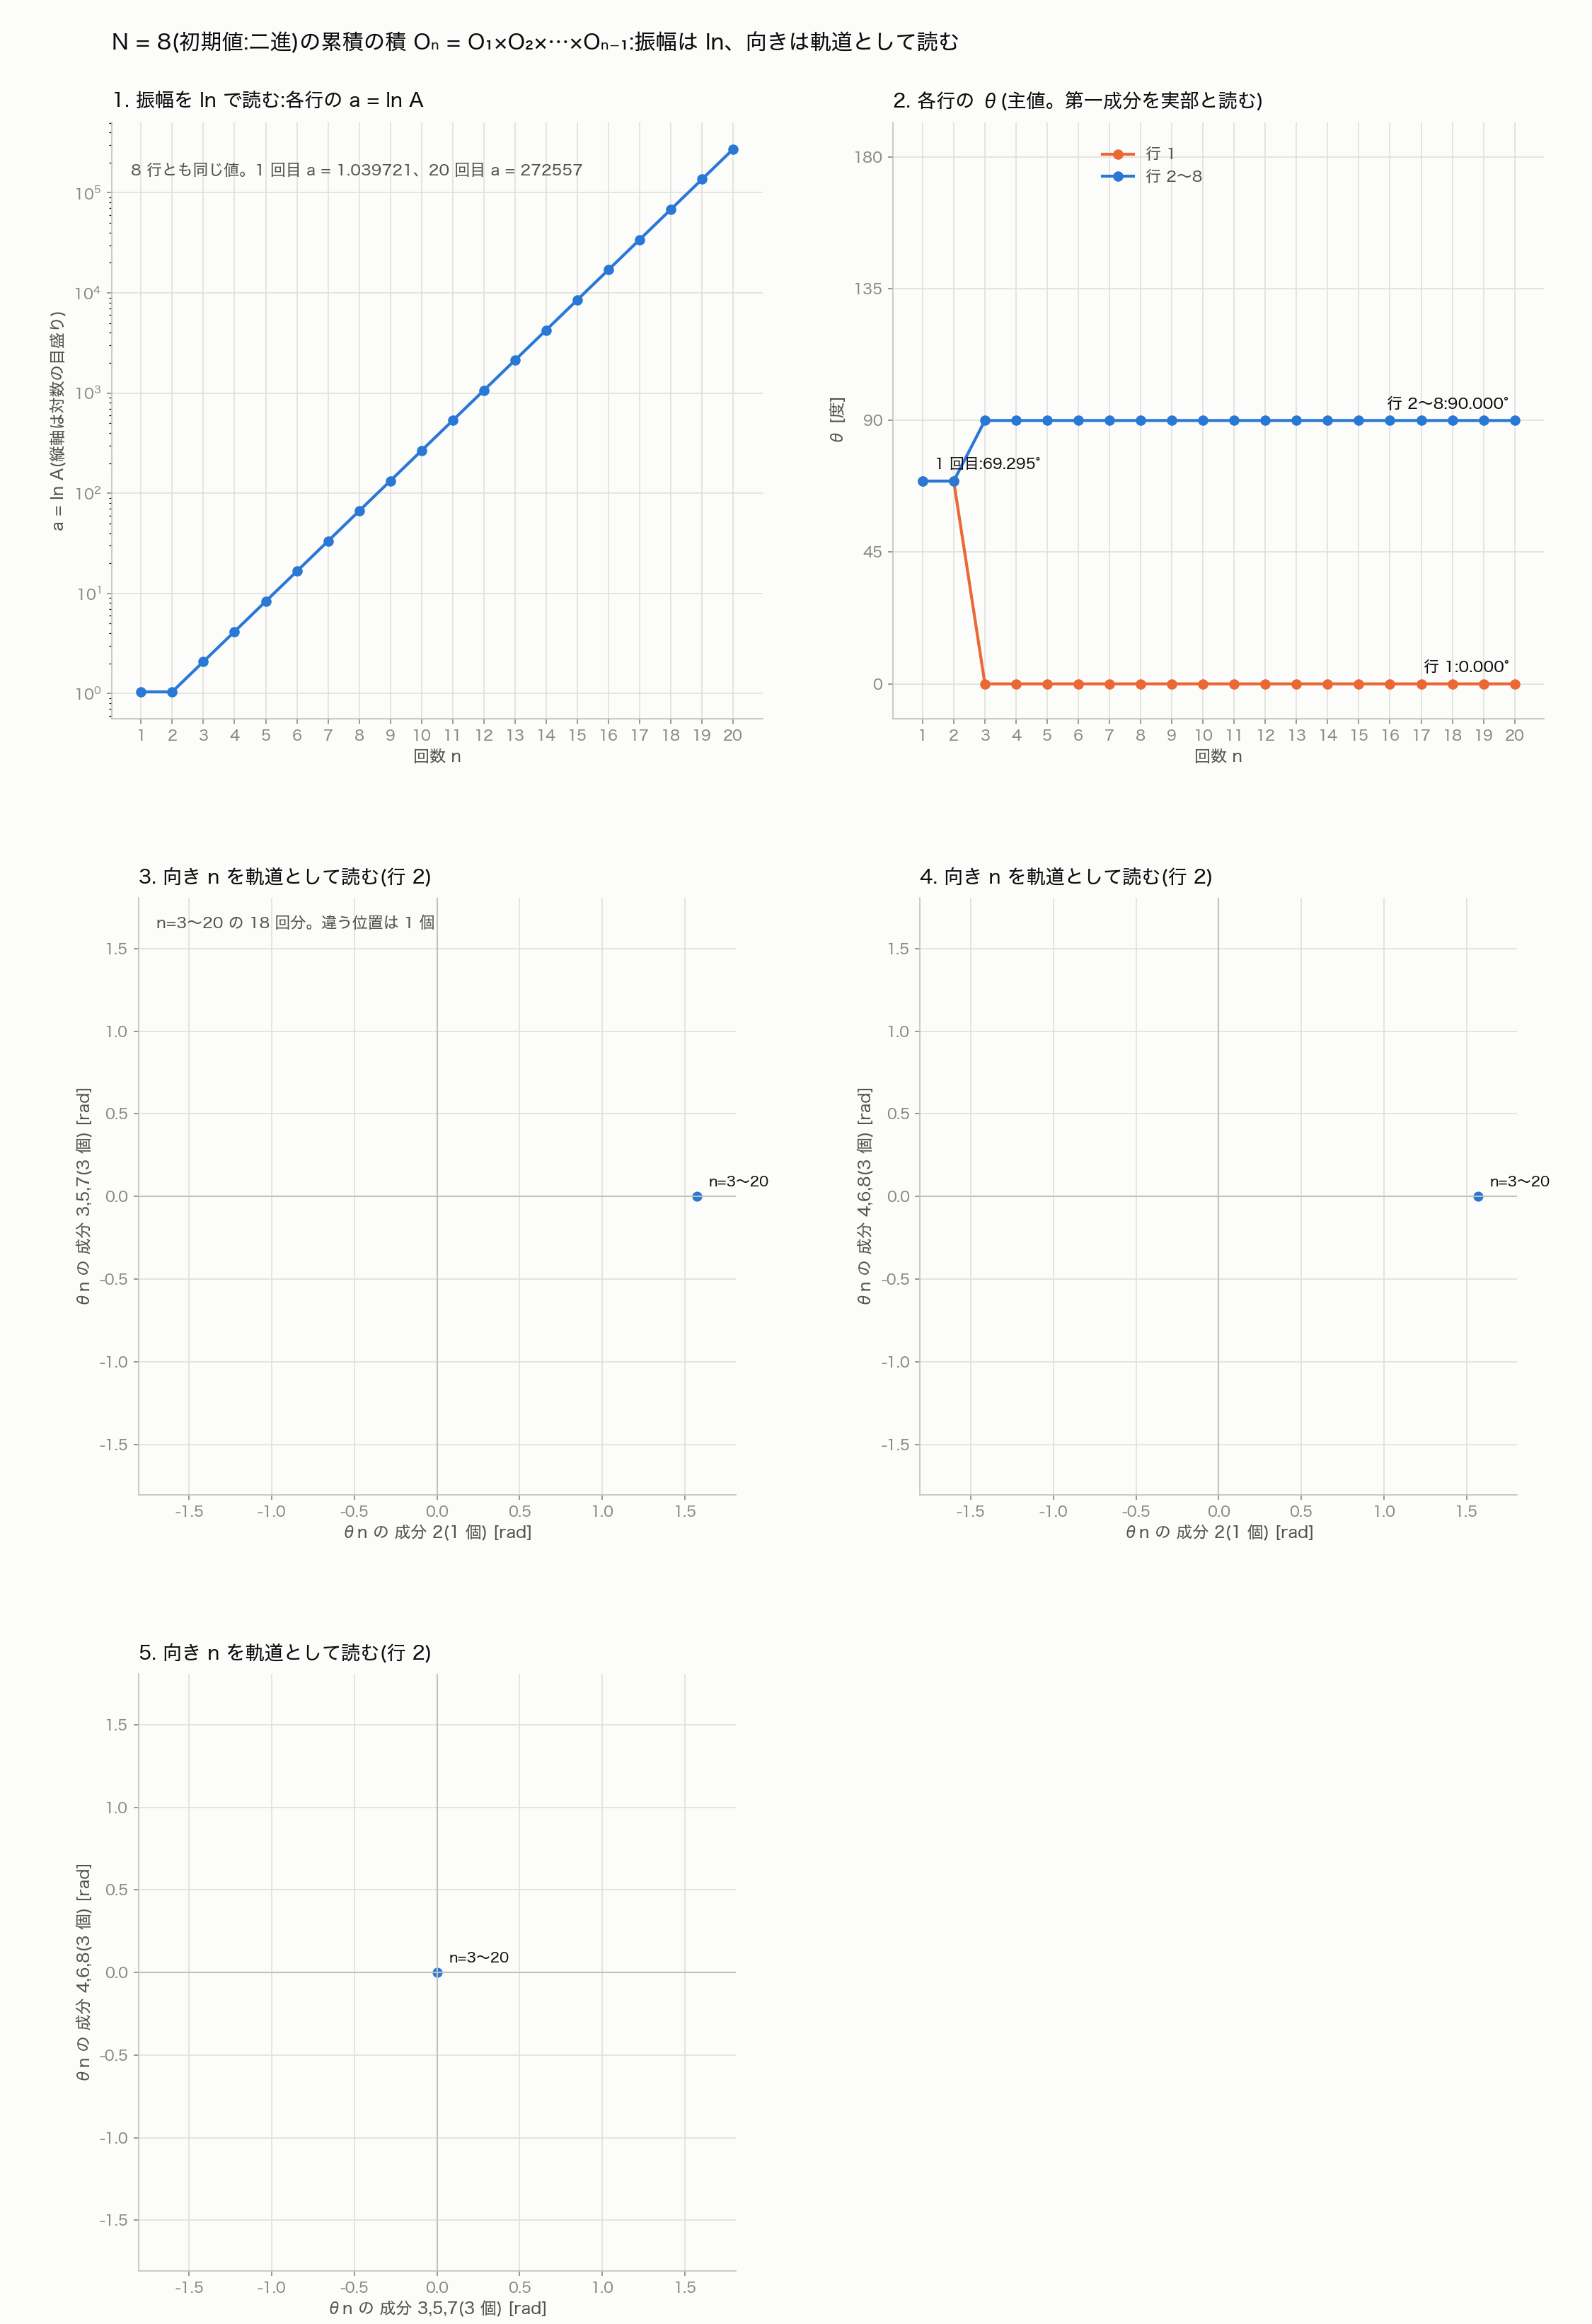 N = 8(初期値:二進)の累積の積 Oₙ = O₁×O₂×⋯×Oₙ₋₁:振幅は ln、向きは軌道として読む
1. 振幅を ln で読む:各行の a = ln A
8 行とも同じ値。1 回目 a = 1.039721、20 回目 a = 272557
a = ln A(縦軸は対数の目盛り)
10⁵
10⁴
10³
10²
10¹
10⁰
1 2 3 4 5 6 7 8 9 10 11 12 13 14 15 16 17 18 19 20
回数 n
2. 各行の θ(主値。第一成分を実部と読む)
行 1
行 2〜8
θ [度]
180
135
90
45
0
行 2〜8:90.000°
1 回目:69.295°
行 1:0.000°
1 2 3 4 5 6 7 8 9 10 11 12 13 14 15 16 17 18 19 20
回数 n
3. 向き n を軌道として読む(行 2)
n=3〜20 の 18 回分。違う位置は 1 個
θn の 成分 3,5,7(3 個) [rad]
1.5
1.0
0.5
0.0
-0.5
-1.0
-1.5
n=3〜20
-1.5 -1.0 -0.5 0.0 0.5 1.0 1.5
θn の 成分 2(1 個) [rad]
4. 向き n を軌道として読む(行 2)
θn の 成分 4,6,8(3 個) [rad]
1.5
1.0
0.5
0.0
-0.5
-1.0
-1.5
n=3〜20
-1.5 -1.0 -0.5 0.0 0.5 1.0 1.5
θn の 成分 2(1 個) [rad]
5. 向き n を軌道として読む(行 2)
θn の 成分 4,6,8(3 個) [rad]
1.5
1.0
0.5
0.0
-0.5
-1.0
-1.5
n=3〜20
-1.5 -1.0 -0.5 0.0 0.5 1.0 1.5
θn の 成分 3,5,7(3 個) [rad]